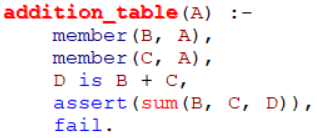 addition_table(A) :-
    member(B, A),
    member(C, A),
    D is B + C,
    assert(sum(B, C, D)),
    fail.